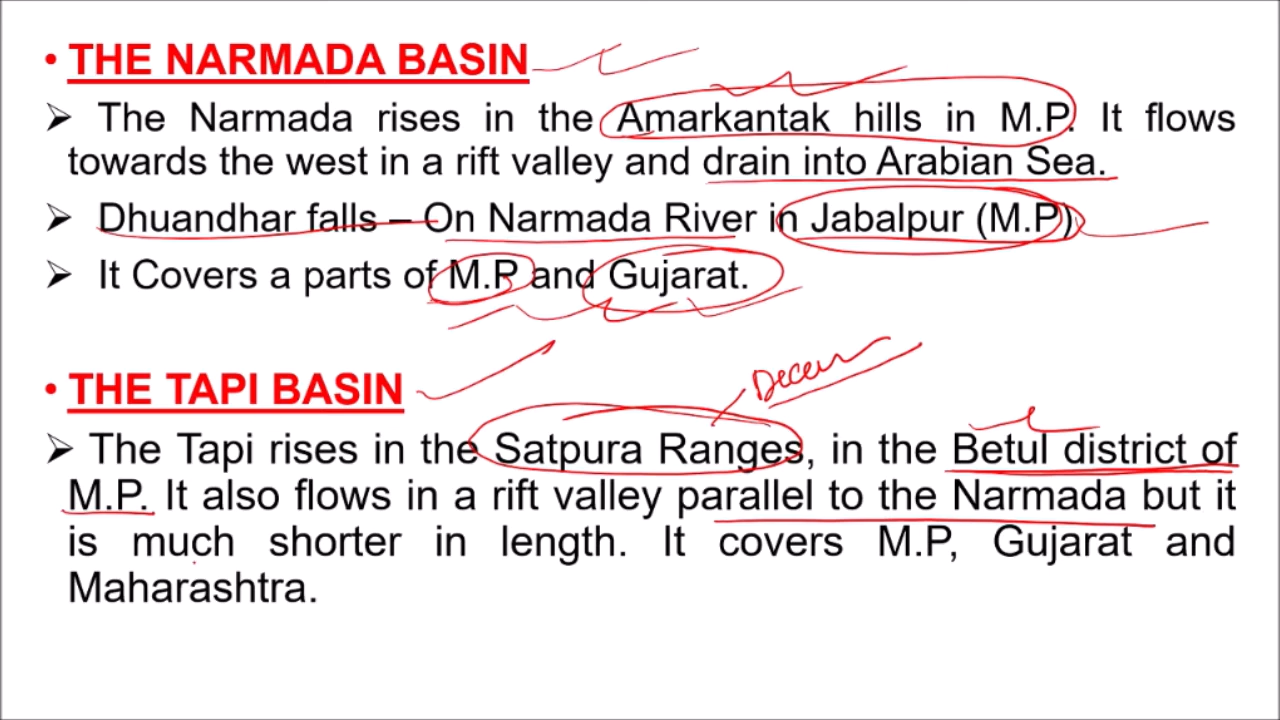 • THE NARMADA BASIN
➢ The Narmada rises in the Amarkantak hills in M.P. It flows
towards the west in a rift valley and drain into Arabian Sea.
➢ Dhuandhar falls – On Narmada River in Jabalpur (M.P)
➢ It Covers a parts of M.P and Gujarat.
• THE TAPI BASIN
➢ The Tapi rises in the Satpura Ranges, in the Betul district of
M.P. It also flows in a rift valley parallel to the Narmada but it
is much shorter in length. It covers M.P, Gujarat and
Maharashtra.